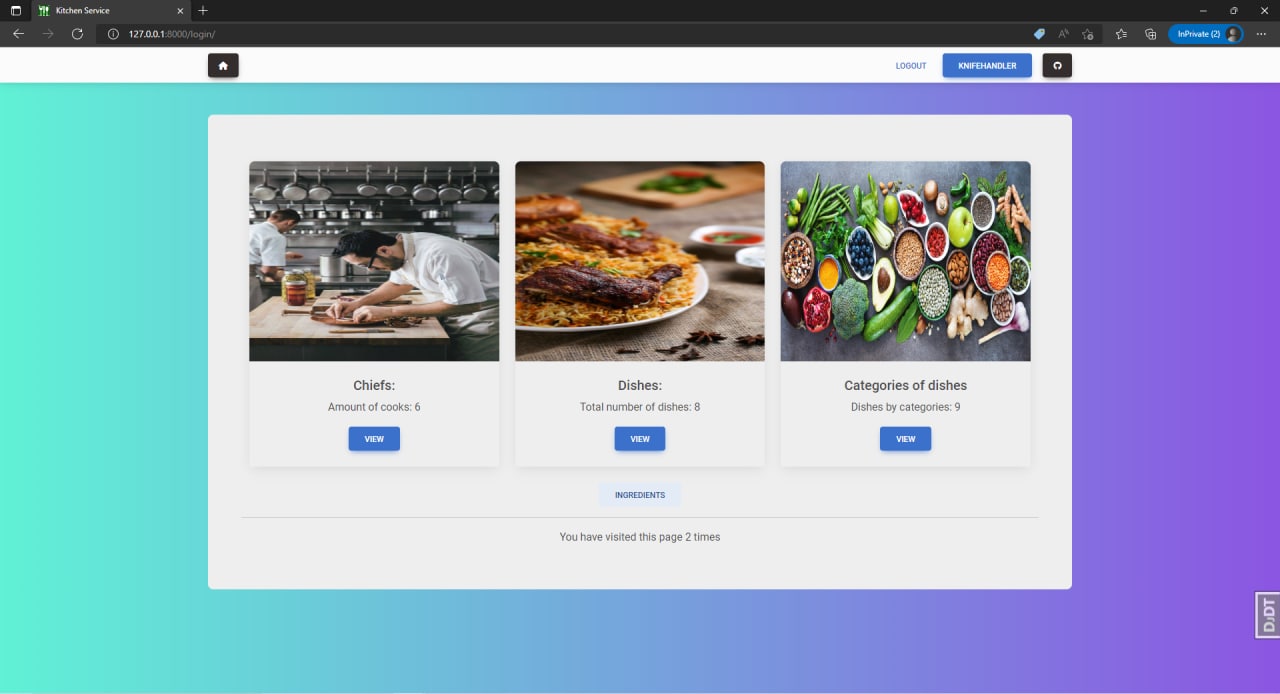 Kitchen Service
127.0.0.1:8000/login/
InPrivate (2)
LOGOUT
KNIFEHANDLER
Chiefs:
Amount of cooks: 6
VIEW
Dishes:
Total number of dishes: 8
VIEW
Categories of dishes
Dishes by categories: 9
VIEW
INGREDIENTS
You have visited this page 2 times
DJDT